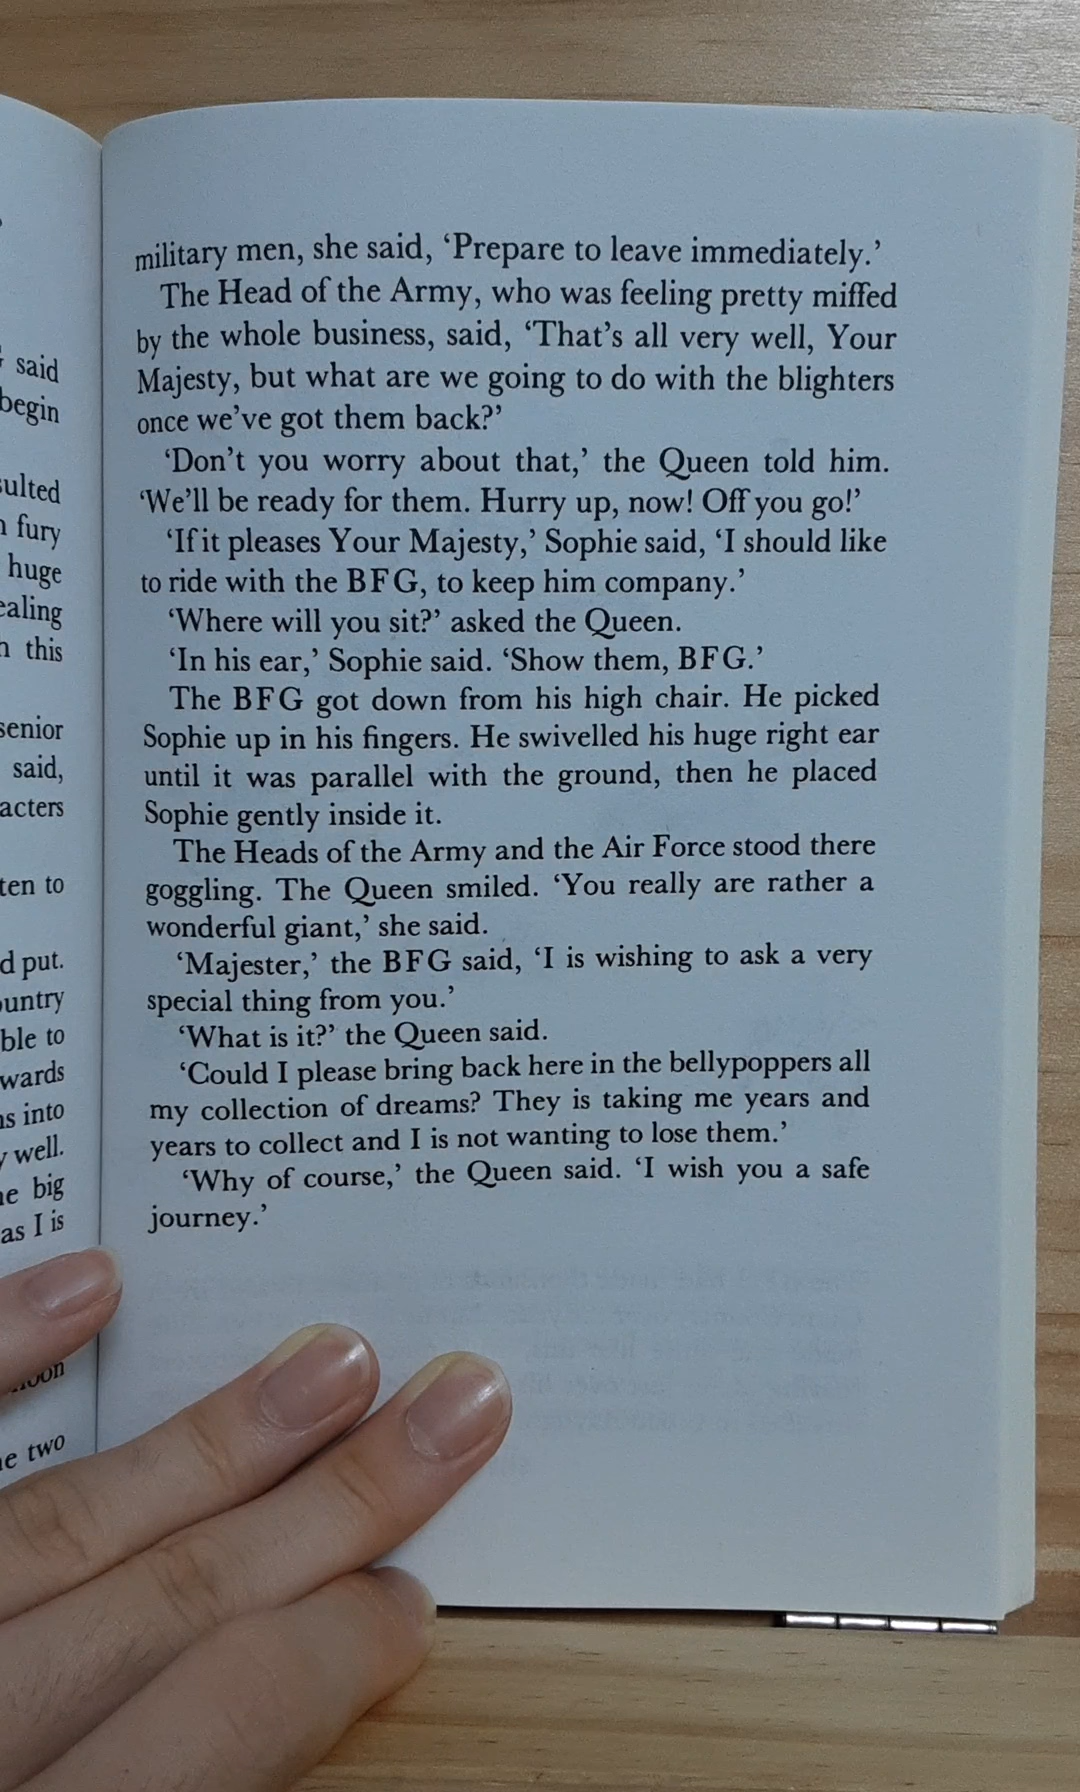 said
begin
fury
huge
this
senior
said,
to
put.
to
into
well.
big
as I is
two
military men, she said, ‘Prepare to leave immediately.’
The Head of the Army, who was feeling pretty miffed
by the whole business, said, ‘That’s all very well, Your
Majesty, but what are we going to do with the blighters
once we’ve got them back?’
‘Don’t you worry about that,’ the Queen told him.
‘We’ll be ready for them. Hurry up, now! Off you go!’
‘If it pleases Your Majesty,’ Sophie said, ‘I should like
to ride with the BFG, to keep him company.’
‘Where will you sit?’ asked the Queen.
‘In his ear,’ Sophie said. ‘Show them, BFG.’
The BFG got down from his high chair. He picked
Sophie up in his fingers. He swivelled his huge right ear
until it was parallel with the ground, then he placed
Sophie gently inside it.
The Heads of the Army and the Air Force stood there
goggling. The Queen smiled. ‘You really are rather a
wonderful giant,’ she said.
‘Majester,’ the BFG said, ‘I is wishing to ask a very
special thing from you.’
‘What is it?’ the Queen said.
‘Could I please bring back here in the bellypoppers all
my collection of dreams? They is taking me years and
years to collect and I is not wanting to lose them.’
‘Why of course,’ the Queen said. ‘I wish you a safe
journey.’